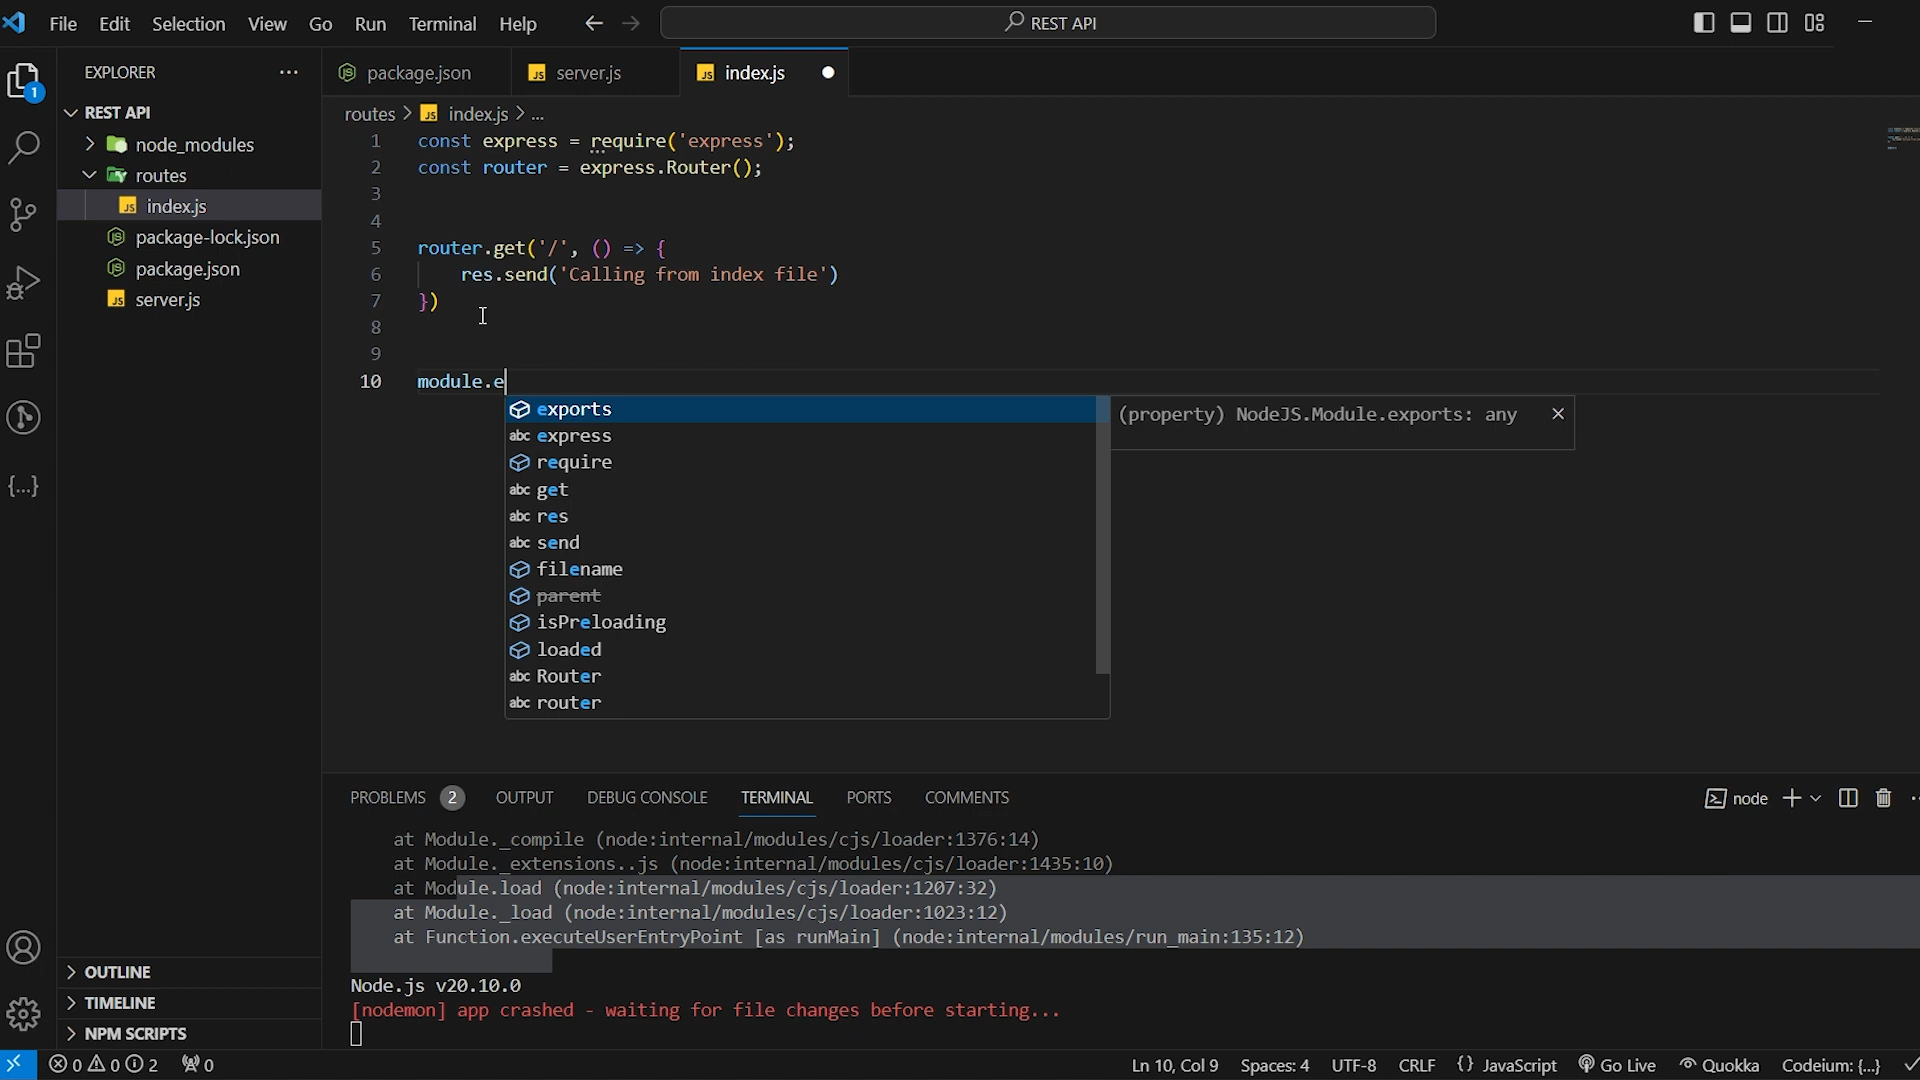 File Edit Selection View Go Run Terminal Help
REST API
EXPLORER
package.json
server.js
index.js
1
REST API
node_modules
routes
index.js
package-lock.json
package.json
server.js
routes > index.js > ...
1 const express = require('express');
2 const router = express.Router();
3
4
5 router.get('/', () => {
6 res.send('Calling from index file')
7 })
8
9
10 module.e
exports
(property) NodeJS.Module.exports: any
abc express
require
abc get
abc res
abc send
filename
parent
isPreloading
loaded
abc Router
abc router
PROBLEMS 2 OUTPUT DEBUG CONSOLE TERMINAL PORTS COMMENTS
node
at Module._compile (node:internal/modules/cjs/loader:1376:14)
at Module._extensions..js (node:internal/modules/cjs/loader:1435:10)
at Module.load (node:internal/modules/cjs/loader:1207:32)
at Module._load (node:internal/modules/cjs/loader:1023:12)
at Function.executeUserEntryPoint [as runMain] (node:internal/modules/run_main:135:12)
Node.js v20.10.0
[nodemon] app crashed - waiting for file changes before starting...
OUTLINE
TIMELINE
NPM SCRIPTS
0 0 2 0
Ln 10, Col 9 Spaces: 4 UTF-8 CRLF {} JavaScript Go Live Quokka Codeium: {...}